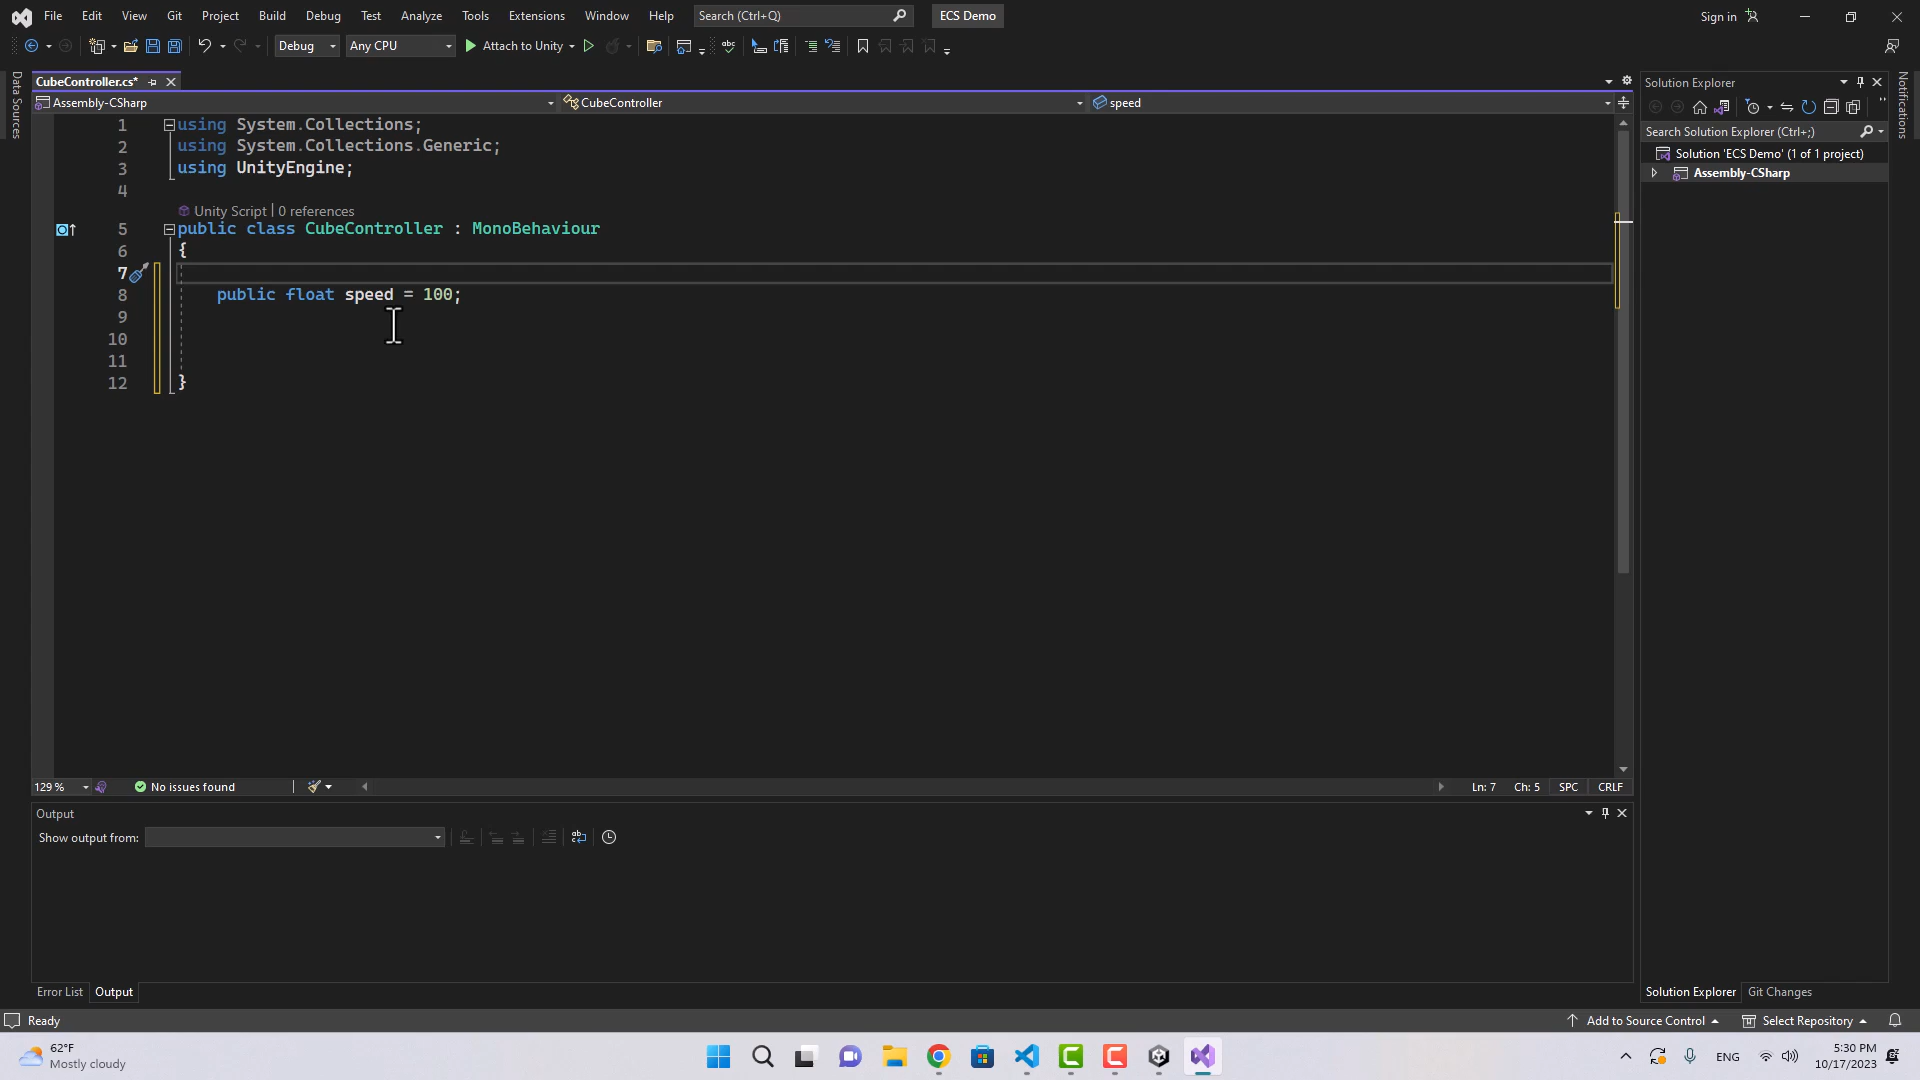 File Edit View Git Project Build Debug Test Analyze Tools Extensions Window Help Search (Ctrl+Q) ECS Demo Sign in
Debug Any CPU Attach to Unity
Data Sources
CubeController.cs*
Assembly-CSharp CubeController speed
1 using System.Collections;
2 using System.Collections.Generic;
3 using UnityEngine;
4
Unity Script | 0 references
5 public class CubeController : MonoBehaviour
6 {
7
8 public float speed = 100;
9
10
11
12 }
129 % No issues found Ln: 7 Ch: 5 SPC CRLF
Output
Show output from:
Error List Output
Solution Explorer
Search Solution Explorer (Ctrl+;)
Solution 'ECS Demo' (1 of 1 project)
Assembly-CSharp
Solution Explorer Git Changes
Notifications
Ready Add to Source Control Select Repository
62°F
Mostly cloudy
ENG
5:30 PM
10/17/2023